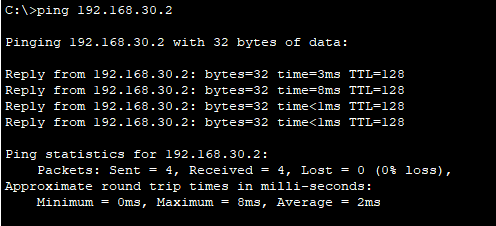 C:\>ping 192.168.30.2
Pinging 192.168.30.2 with 32 bytes of data:
Reply from 192.168.30.2: bytes=32 time=3ms TTL=128
Reply from 192.168.30.2: bytes=32 time=8ms TTL=128
Reply from 192.168.30.2: bytes=32 time<1ms TTL=128
Reply from 192.168.30.2: bytes=32 time<1ms TTL=128
Ping statistics for 192.168.30.2:
    Packets: Sent = 4, Received = 4, Lost = 0 (0% loss),
Approximate round trip times in milli-seconds:
    Minimum = 0ms, Maximum = 8ms, Average = 2ms